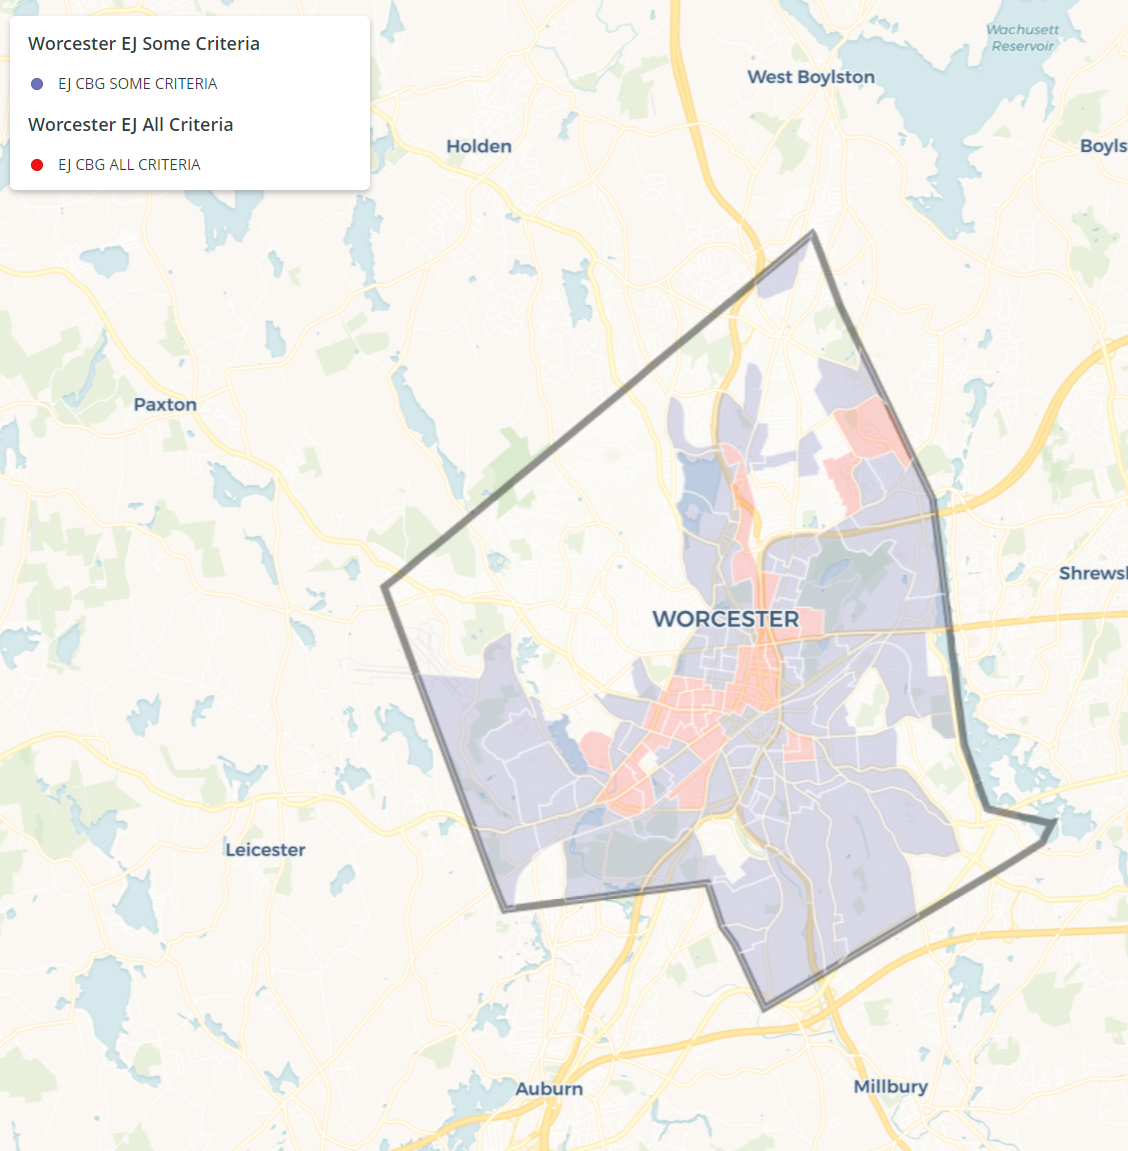 Worcester EJ Some Criteria
EJ CBG SOME CRITERIA
Worcester EJ All Criteria
EJ CBG ALL CRITERIA
Wachusett
Reservoir
West Boylston
Holden
Boyls
Paxton
Shrewsl
WORCESTER
Leicester
Auburn
Millbury